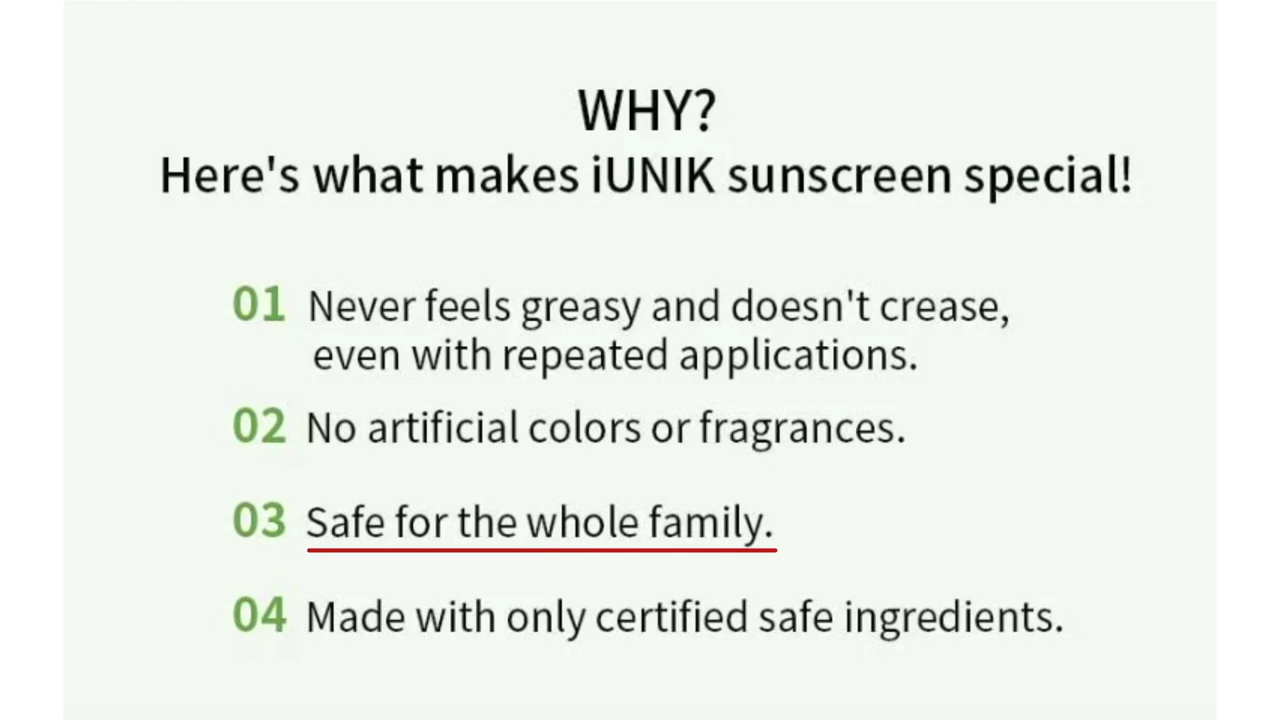 WHY?
Here's what makes iUNIK sunscreen special!
01 Never feels greasy and doesn't crease,
even with repeated applications.
02 No artificial colors or fragrances.
03 Safe for the whole family.
04 Made with only certified safe ingredients.